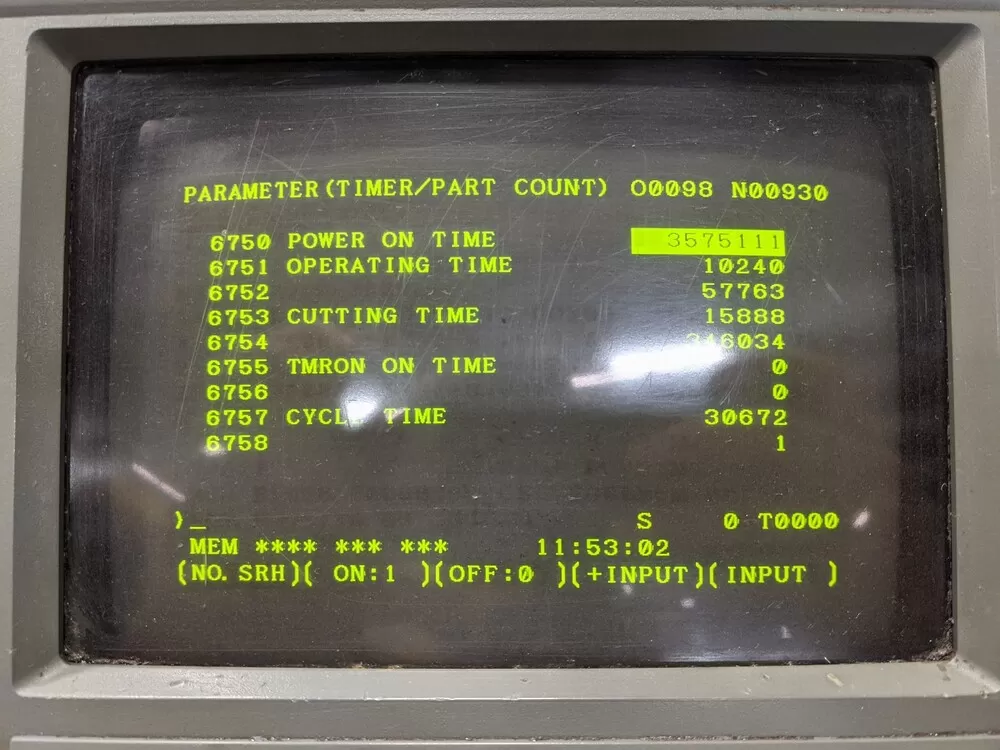 PARAMETER(TIMER/PART COUNT) O0098 N00930
6750 POWER ON TIME 3575111
6751 OPERATING TIME 10240
6752 57763
6753 CUTTING TIME 15888
6754 346034
6755 TMRON ON TIME 0
6756 0
6757 CYCLE TIME 30672
6758 1
)_ S 0 T0000
MEM **** *** *** 11:53:02
(NO. SRH)( ON:1 )(OFF:0 )(+INPUT)( INPUT )